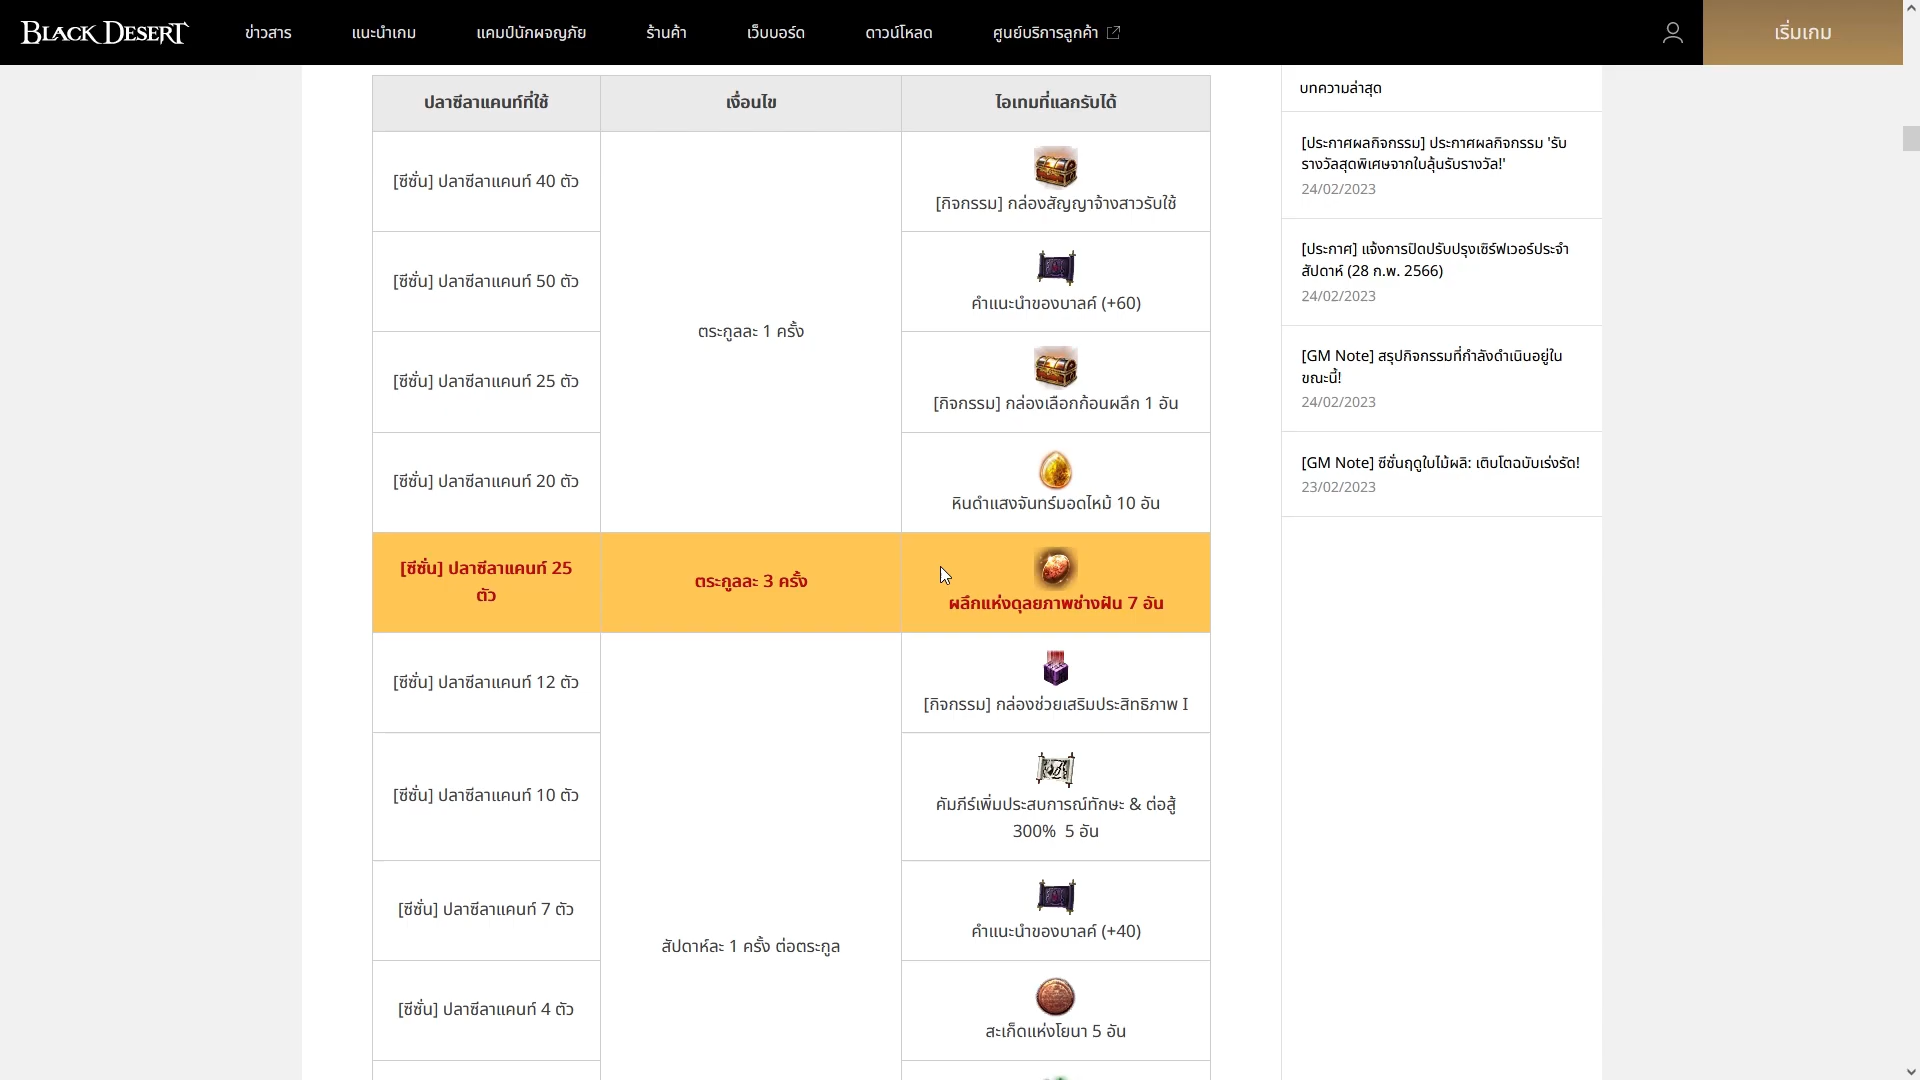 BLACK DESERT
ข่าวสาร
แนะนำเกม
แคมป์นักผจญภัย
ร้านค้า
เว็บบอร์ด
ดาวน์โหลด
ศูนย์บริการลูกค้า
เริ่มเกม
ปลาซีลาแคนท์ที่ใช้
เงื่อนไข
ไอเทมที่แลกรับได้
[ซีซั่น] ปลาซีลาแคนท์ 40 ตัว
[กิจกรรม] กล่องสัญญาจ้างสาวรับใช้
[ซีซั่น] ปลาซีลาแคนท์ 50 ตัว
คำแนะนำของบาลค์ (+60)
ตระกูลละ 1 ครั้ง
[ซีซั่น] ปลาซีลาแคนท์ 25 ตัว
[กิจกรรม] กล่องเลือกก้อนผลึก 1 อัน
[ซีซั่น] ปลาซีลาแคนท์ 20 ตัว
หินดำแสงจันทร์มอดไหม้ 10 อัน
[ซีซั่น] ปลาซีลาแคนท์ 25
ตัว
ตระกูลละ 3 ครั้ง
ผลึกแห่งดุลยภาพช่างฝัน 7 อัน
[ซีซั่น] ปลาซีลาแคนท์ 12 ตัว
[กิจกรรม] กล่องช่วยเสริมประสิทธิภาพ I
[ซีซั่น] ปลาซีลาแคนท์ 10 ตัว
คัมภีร์เพิ่มประสบการณ์ทักษะ & ต่อสู้
300% 5 อัน
[ซีซั่น] ปลาซีลาแคนท์ 7 ตัว
คำแนะนำของบาลค์ (+40)
สัปดาห์ละ 1 ครั้ง ต่อตระกูล
[ซีซั่น] ปลาซีลาแคนท์ 4 ตัว
สะเก็ดแห่งโยนา 5 อัน
บทความล่าสุด
[ประกาศผลกิจกรรม] ประกาศผลกิจกรรม 'รับ
รางวัลสุดพิเศษจากใบลุ้นรับรางวัล!'
24/02/2023
[ประกาศ] แจ้งการปิดปรับปรุงเซิร์ฟเวอร์ประจำ
สัปดาห์ (28 ก.พ. 2566)
24/02/2023
[GM Note] สรุปกิจกรรมที่กำลังดำเนินอยู่ใน
ขณะนี้!
24/02/2023
[GM Note] ซีซั่นฤดูใบไม้ผลิ: เติบโตฉบับเร่งรัด!
23/02/2023